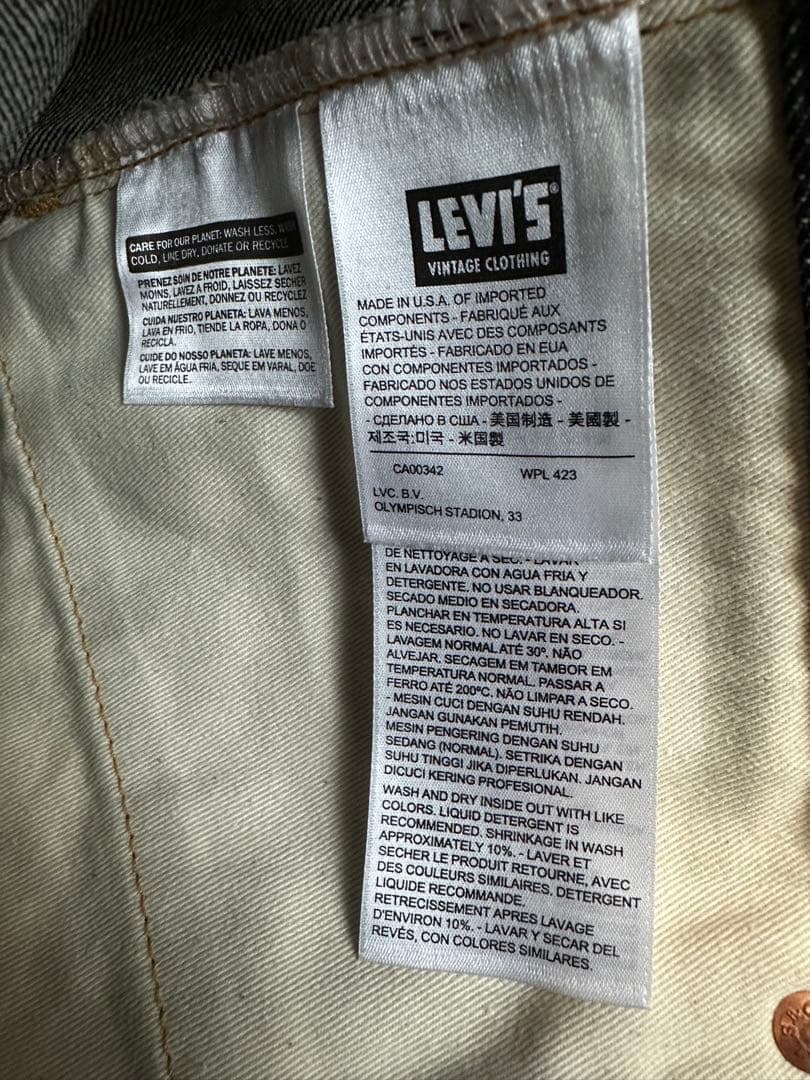 CARE FOR OUR PLANET: WASH LESS,
COLD, LINE DRY, DONATE OR RECYCLE
PRENEZ SOIN DE NOTRE PLANETE: LAVEZ
MOINS, LAVEZ À FROID, LAISSEZ SECHER
NATURELLEMENT, DONNEZ OU RECYCLEZ
CUIDA NUESTRO PLANETA: LAVA MENOS,
LAVA EN FRIO, TIENDE LA ROPA, DONA O
RECICLA.
CUIDE DO NOSSO PLANETA: LAVE MENOS,
LAVE EM ÁGUA FRIA, SEQUE EM VARAL, DOE
OU RECICLE.
LEVI'S®
VINTAGE CLOTHING
MADE IN U.S.A. OF IMPORTED
COMPONENTS - FABRIQUÉ AUX
ÉTATS-UNIS AVEC DES COMPOSANTS
IMPORTÉS - FABRICADO EN EUA
CON COMPONENTES IMPORTADOS -
FABRICADO NOS ESTADOS UNIDOS DE
COMPONENTES IMPORTADOS -
- СДЕЛАНО В США - 美国制造 - 美國製 -
제조국:미국 - 米国製
CA00342 WPL 423
LVC. B.V.
OLYMPISCH STADION, 33
DE NETTOYAGE A SEC. - LAVAR
EN LAVADORA CON AGUA FRIA Y
DETERGENTE. NO USAR BLANQUEADOR.
SECADO MEDIO EN SECADORA.
PLANCHAR EN TEMPERATURA ALTA SI
ES NECESARIO. NO LAVAR EN SECO. -
LAVAGEM NORMAL ATÉ 30º. NÃO
ALVEJAR. SECAGEM EM TAMBOR EM
TEMPERATURA NORMAL. PASSAR A
FERRO ATÉ 200ºC. NÃO LIMPAR A SECO.
- MESIN CUCI DENGAN SUHU RENDAH.
JANGAN GUNAKAN PEMUTIH.
MESIN PENGERING DENGAN SUHU
SEDANG (NORMAL). SETRIKA DENGAN
SUHU TINGGI JIKA DIPERLUKAN. JANGAN
DICUCI KERING PROFESIONAL.
WASH AND DRY INSIDE OUT WITH LIKE
COLORS. LIQUID DETERGENT IS
RECOMMENDED. SHRINKAGE IN WASH
APPROXIMATELY 10%. - LAVER ET
SECHER LE PRODUIT RETOURNE, AVEC
DES COULEURS SIMILAIRES. DETERGENT
LIQUIDE RECOMMANDE.
RETRECISSEMENT APRES LAVAGE
D'ENVIRON 10%. - LAVAR Y SECAR DEL
REVÉS, CON COLORES SIMILARES.